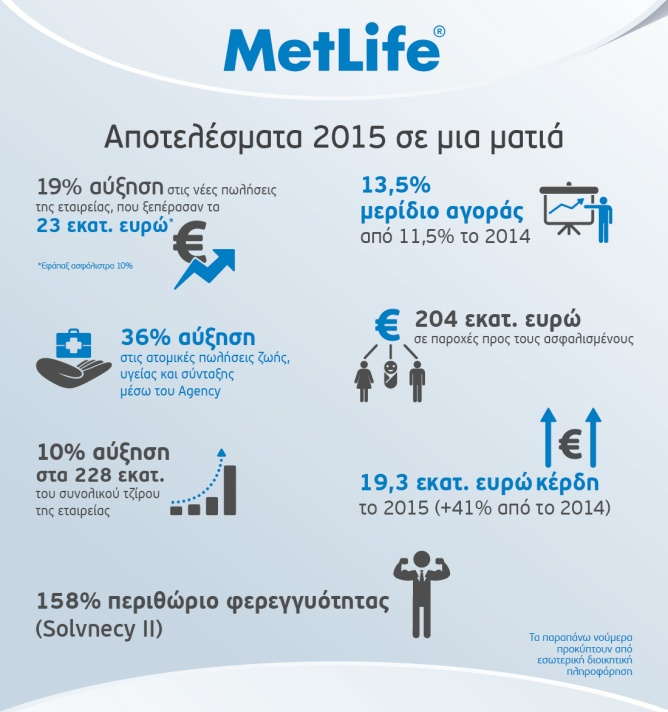 MetLife®
Αποτελέσματα 2015 σε μια ματιά
19% αύξηση στις νέες πωλήσεις
της εταιρείας, που ξεπέρασαν τα
23 εκατ. ευρώ*
*Εφάπαξ ασφάλιστρα 10%
13,5%
μερίδιο αγοράς
από 11,5% το 2014
36% αύξηση
στις ατομικές πωλήσεις ζωής,
υγείας και σύνταξης
μέσω του Agency
204 εκατ. ευρώ
σε παροχές προς τους ασφαλισμένους
10% αύξηση
στα 228 εκατ.
του συνολικού τζίρου
της εταιρείας
19,3 εκατ. ευρώ κέρδη
το 2015 (+41% από το 2014)
158% περιθώριο φερεγγυότητας
(Solvnecy II)
Τα παραπάνω νούμερα
προκύπτουν από
εσωτερική διοικητική
πληροφόρηση